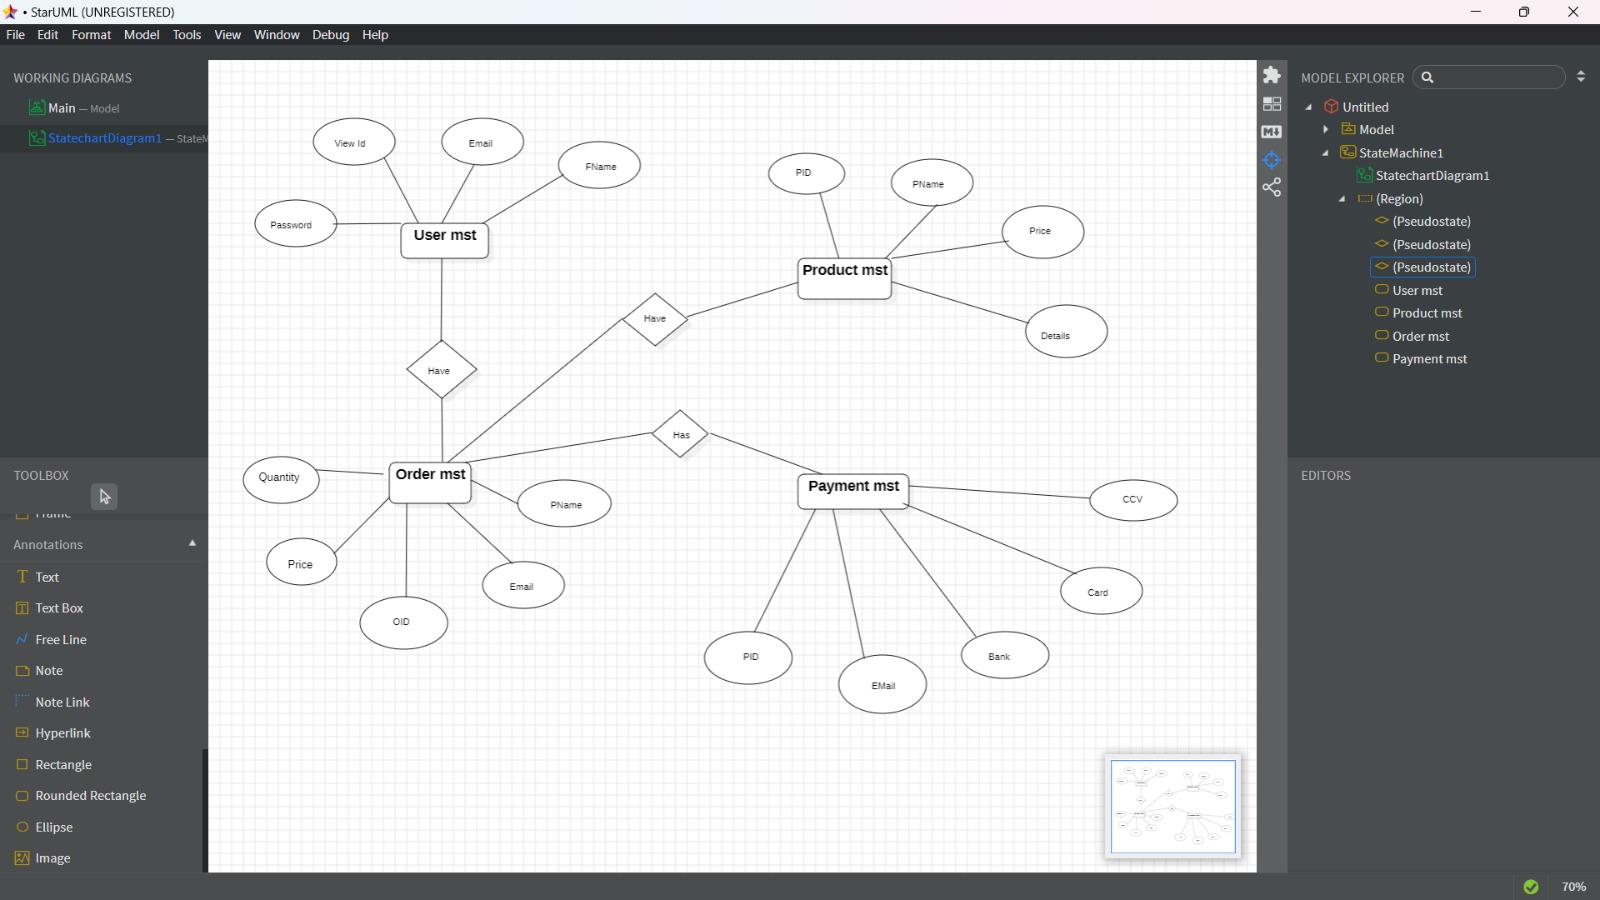 • StarUML (UNREGISTERED)
File Edit Format Model Tools View Window Debug Help
WORKING DIAGRAMS
Main — Model
StatechartDiagram1 — StateM
TOOLBOX
Frame
Annotations
Text
Text Box
Free Line
Note
Note Link
Hyperlink
Rectangle
Rounded Rectangle
Ellipse
Image
View Id
Email
FName
Password
User mst
PID
PName
Price
Product mst
Details
Have
Have
Has
Quantity
Order mst
PName
Price
Email
OID
Payment mst
CCV
Card
PID
EMail
Bank
MODEL EXPLORER
Untitled
Model
StateMachine1
StatechartDiagram1
(Region)
(Pseudostate)
(Pseudostate)
(Pseudostate)
User mst
Product mst
Order mst
Payment mst
EDITORS
70%